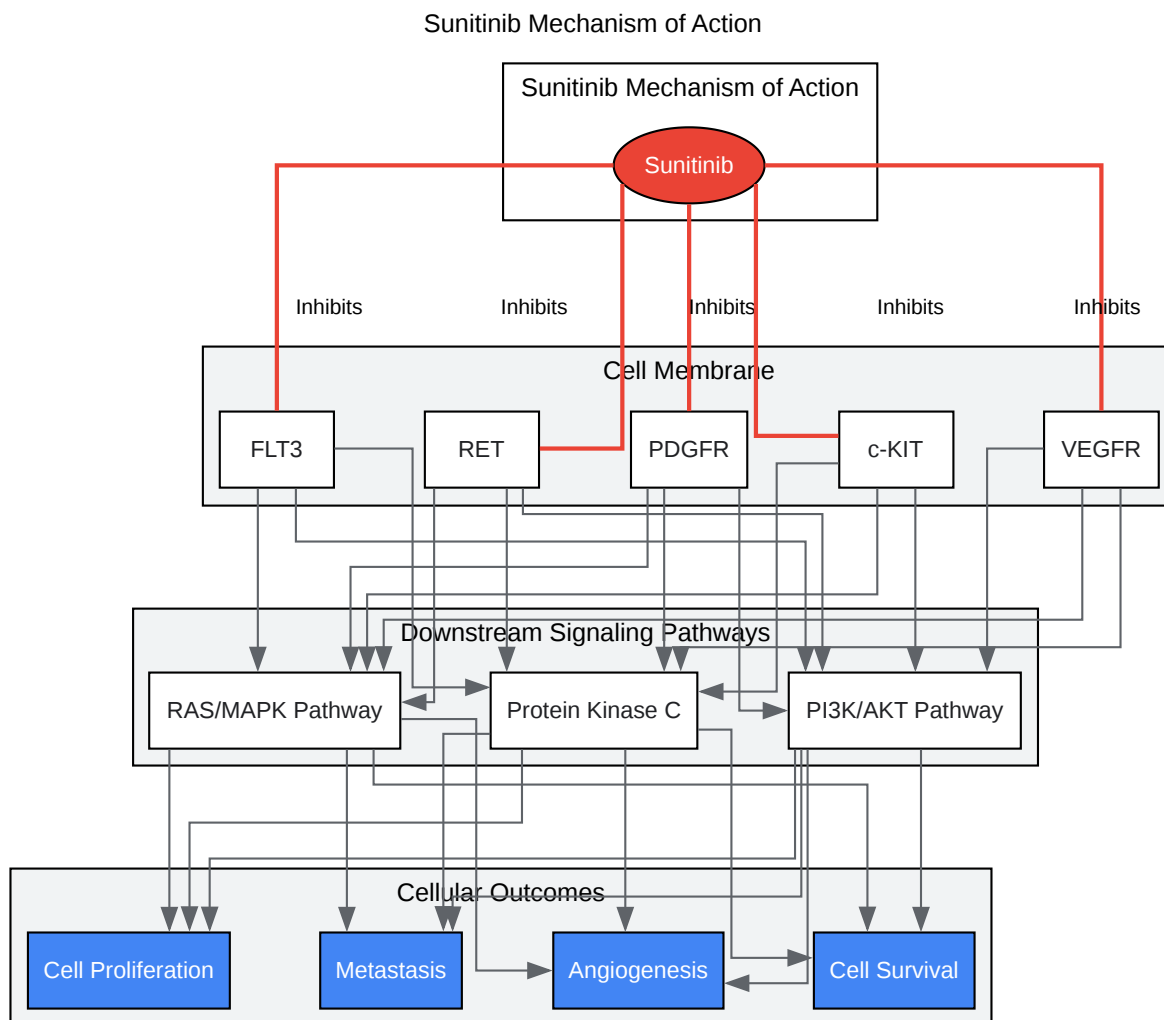 Sunitinib Mechanism of Action
Sunitinib Mechanism of Action
Sunitinib
Inhibits
Inhibits
Inhibits
Inhibits
Inhibits
Cell Membrane
FLT3
RET
PDGFR
c-KIT
VEGFR
Downstream Signaling Pathways
RAS/MAPK Pathway
Protein Kinase C
PI3K/AKT Pathway
Cellular Outcomes
Cell Proliferation
Metastasis
Angiogenesis
Cell Survival